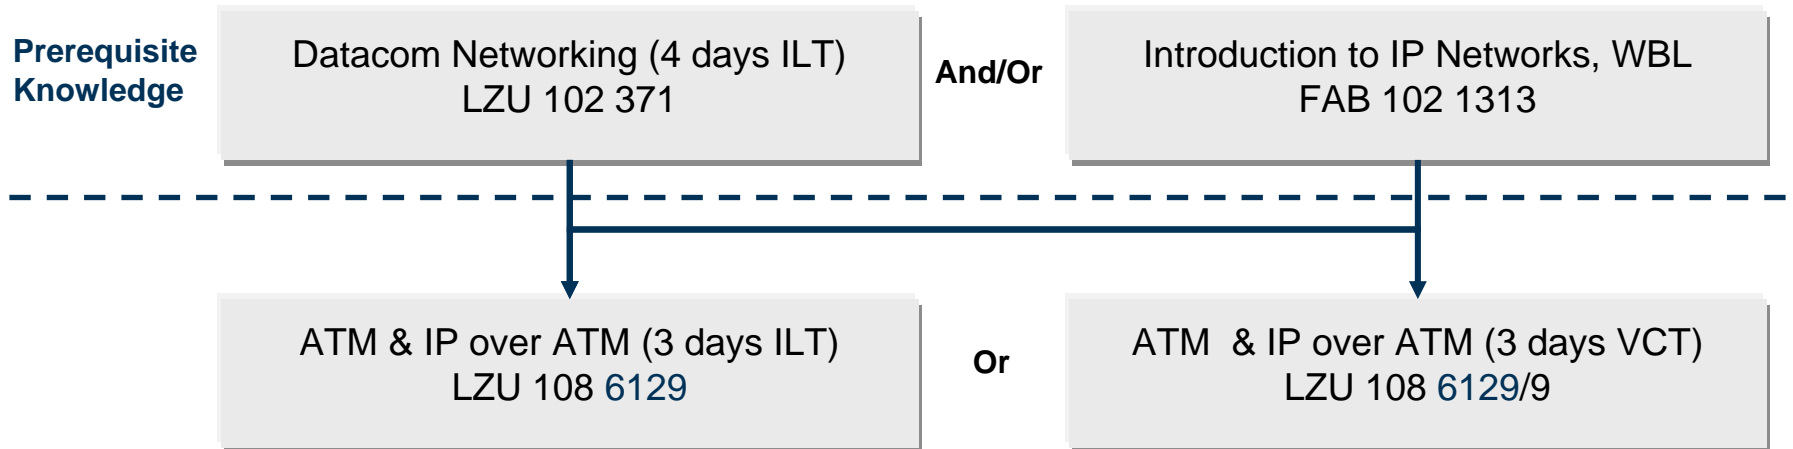 Prerequisite
Knowledge
Datacom Networking (4 days ILT)
LZU 102 371
And/Or
Introduction to IP Networks, WBL
FAB 102 1313
ATM & IP over ATM (3 days ILT)
LZU 108 6129
Or
ATM  & IP over ATM (3 days VCT)
LZU 108 6129/9